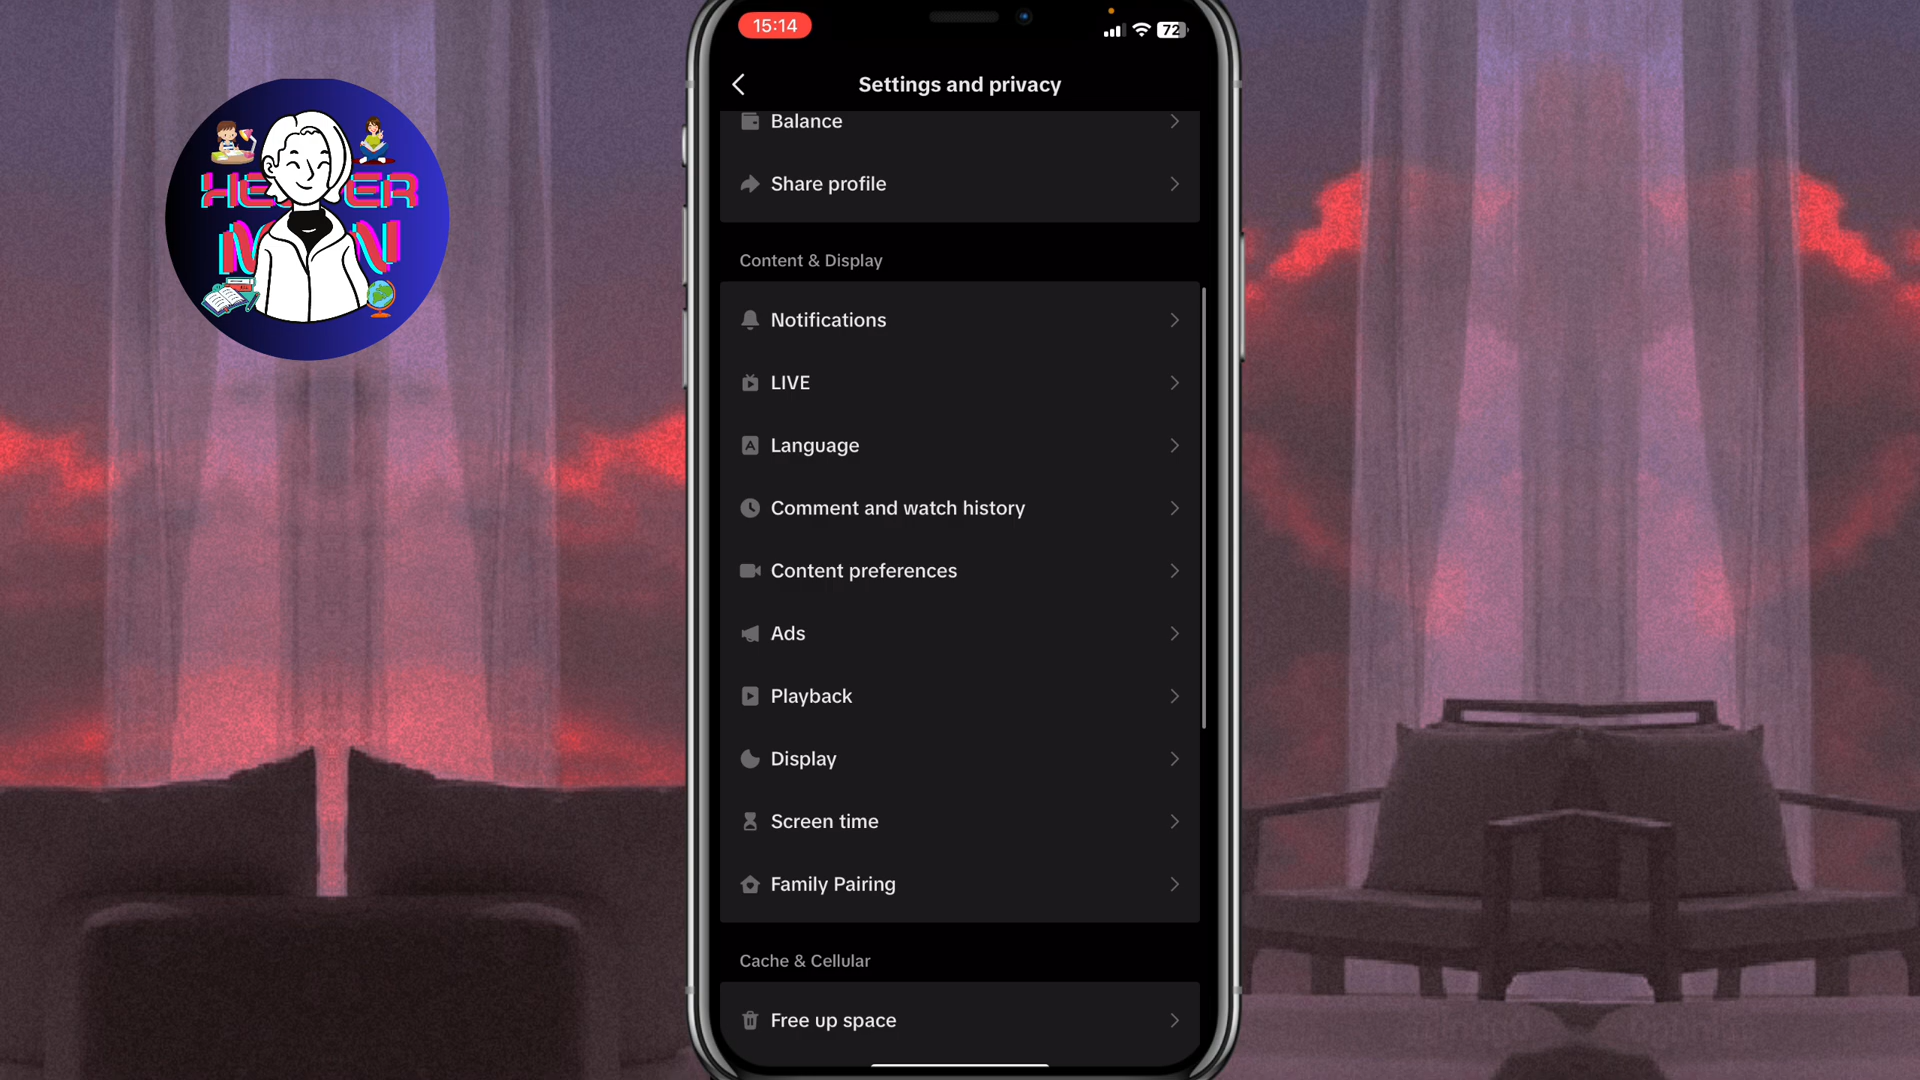 15:14
72
Settings and privacy
Balance
Share profile
Content & Display
Notifications
LIVE
Language
Comment and watch history
Content preferences
Ads
Playback
Display
Screen time
Family Pairing
Cache & Cellular
Free up space